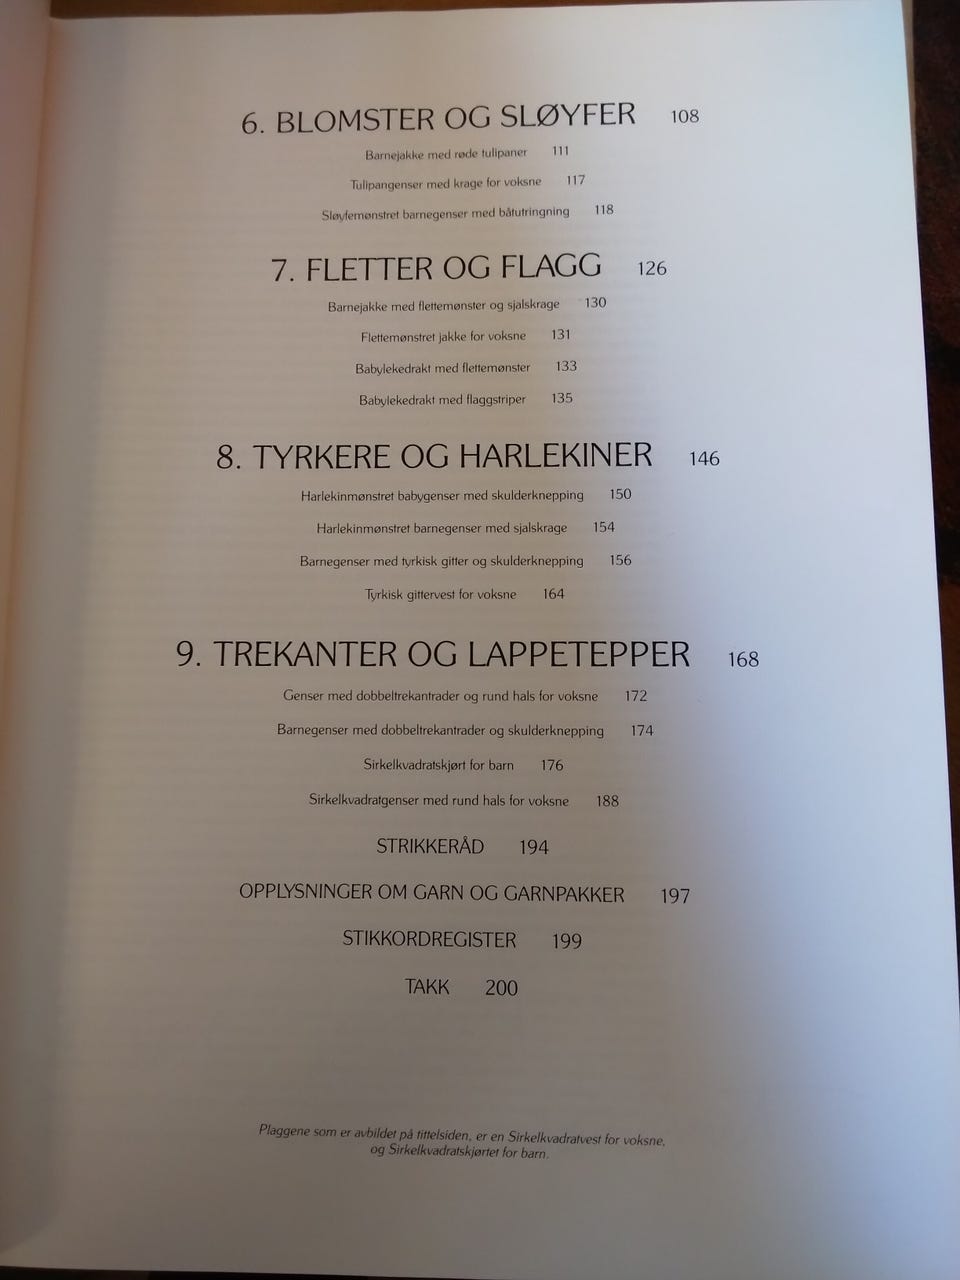 6. BLOMSTER OG SLØYFER 108
Barnejakke med røde tulipaner 111
Tulipangenser med krage for voksne 117
Sløyfemønstret barnegenser med båtutringning 118
7. FLETTER OG FLAGG 126
Barnejakke med flettemønster og sjalskrage 130
Flettemønstret jakke for voksne 131
Babylekedrakt med flettemønster 133
Babylekedrakt med flaggstriper 135
8. TYRKERE OG HARLEKINER 146
Harlekinmønstret babygenser med skulderknepping 150
Harlekinmønstret barnegenser med sjalskrage 154
Barnegenser med tyrkisk gitter og skulderknepping 156
Tyrkisk gittervest for voksne 164
9. TREKANTER OG LAPPETEPPER 168
Genser med dobbeltrekantrader og rund hals for voksne 172
Barnegenser med dobbeltrekantrader og skulderknepping 174
Sirkelkvadratskjørt for barn 176
Sirkelkvadratgenser med rund hals for voksne 188
STRIKKERÅD 194
OPPLYSNINGER OM GARN OG GARNPAKKER 197
STIKKORDREGISTER 199
TAKK 200
Plaggene som er avbildet på tittelsiden, er en Sirkelkvadratvest for voksne,
og Sirkelkvadratskjørtet for barn.